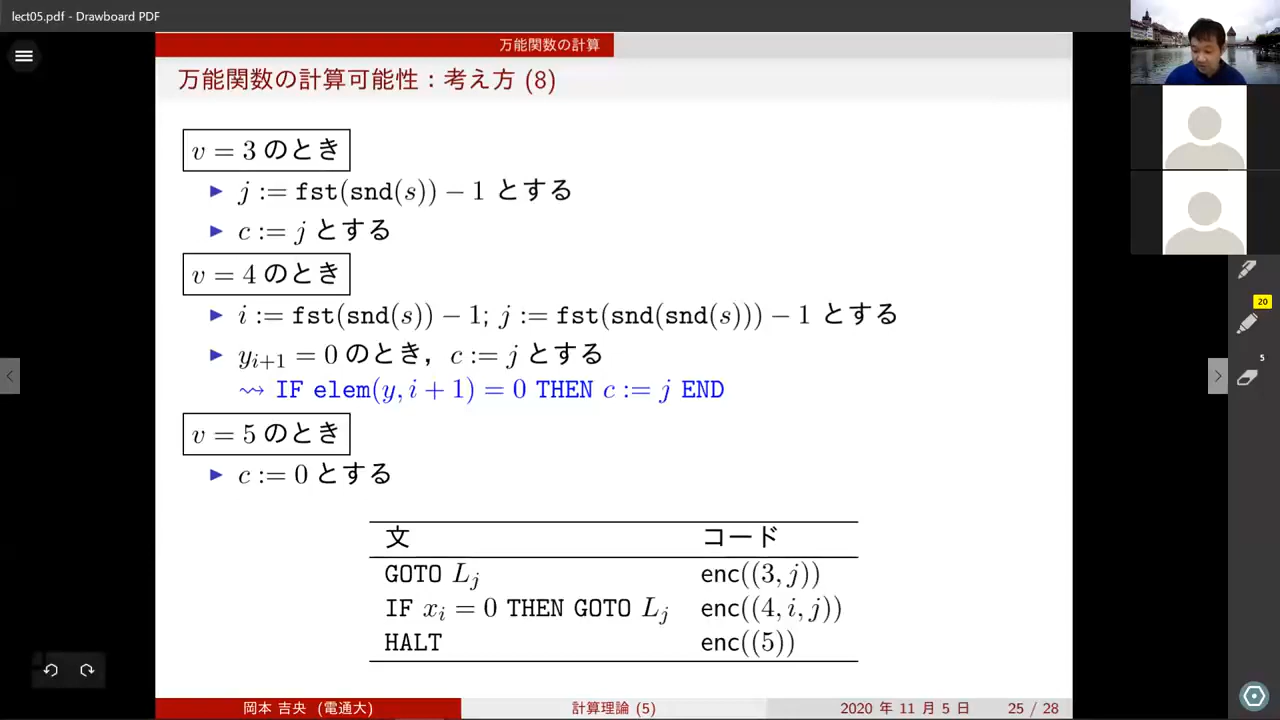 lect05.pdf - Drawboard PDF
万能関数の計算
万能関数の計算可能性:考え方 (8)
v = 3 のとき
▶ j := fst(snd(s)) − 1 とする
▶ c := j とする
v = 4 のとき
▶ i := fst(snd(s)) − 1; j := fst(snd(snd(s))) − 1 とする
▶ y_{i+1} = 0 のとき,c := j とする
⇝ IF elem(y, i + 1) = 0 THEN c := j END
v = 5 のとき
▶ c := 0 とする
文 コード
GOTO L_j enc((3, j))
IF x_i = 0 THEN GOTO L_j enc((4, i, j))
HALT enc((5))
岡本 吉央 (電通大) 計算理論 (5) 2020 年 11 月 5 日 25 / 28
20
5